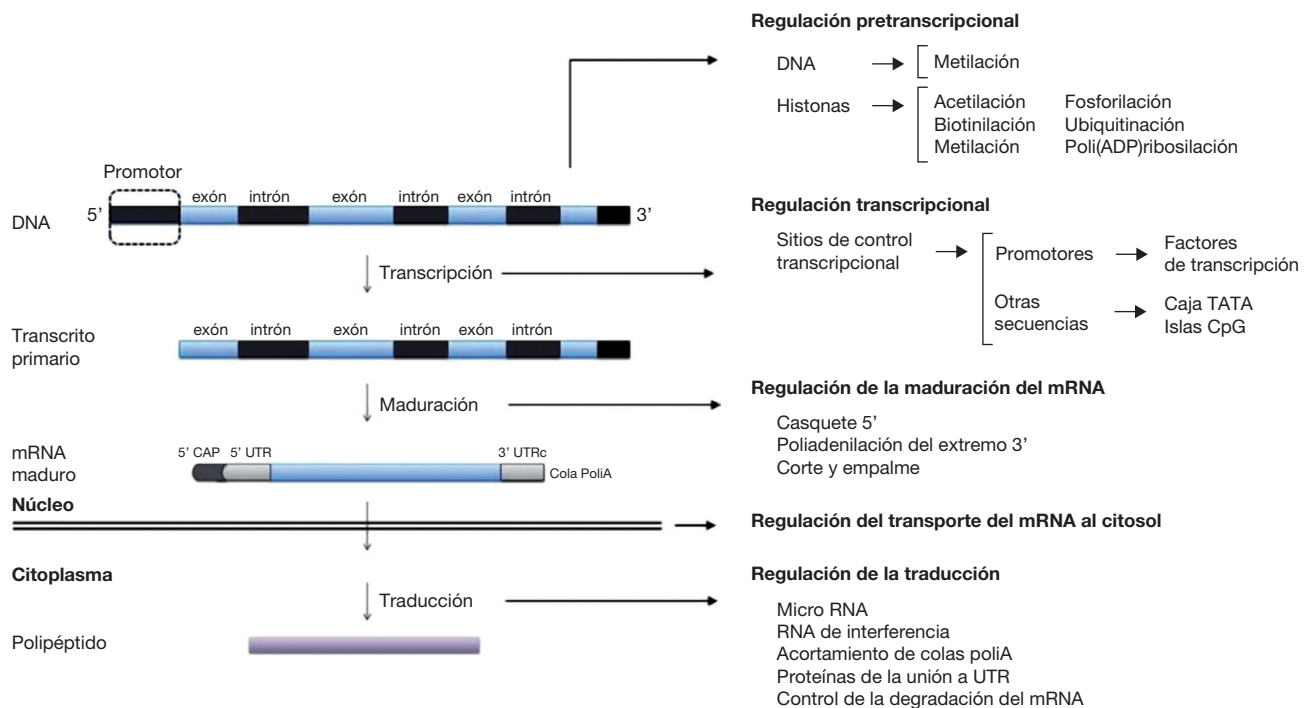 Promotor
exón intrón exón intrón exón intrón
DNA 5’ 3’
Transcripción
exón intrón exón intrón exón intrón
Transcrito
primario
Maduración
mRNA
maduro
5’ CAP 5’ UTR 3’ UTRc
Cola PoliA
Núcleo
Citoplasma
Traducción
Polipéptido
Regulación pretranscripcional
DNA Metilación
Histonas Acetilación Fosforilación
Biotinilación Ubiquitinación
Metilación Poli(ADP)ribosilación
Regulación transcripcional
Sitios de control
transcripcional
Promotores Factores
de transcripción
Otras
secuencias
Caja TATA
Islas CpG
Regulación de la maduración del mRNA
Casquete 5’
Poliadenilación del extremo 3’
Corte y empalme
Regulación del transporte del mRNA al citosol
Regulación de la traducción
Micro RNA
RNA de interferencia
Acortamiento de colas poliA
Proteínas de la unión a UTR
Control de la degradación del mRNA